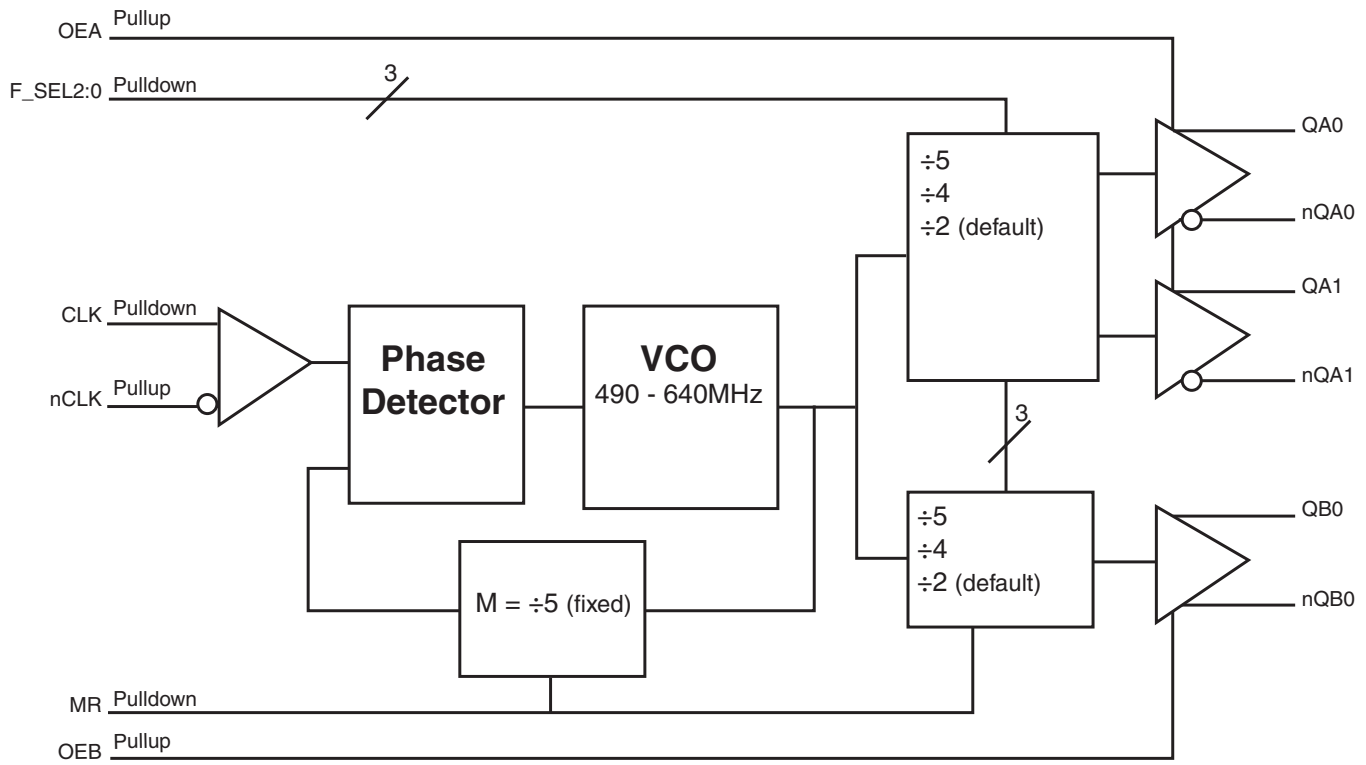 OEA Pullup
F_SEL2:0 Pulldown
3
QA0
÷5
÷4
÷2 (default)
nQA0
QA1
CLK Pulldown
Phase
Detector
VCO
490 - 640MHz
nCLK Pullup
nQA1
3
QB0
÷5
÷4
÷2 (default)
M = ÷5 (fixed)
nQB0
MR Pulldown
OEB Pullup